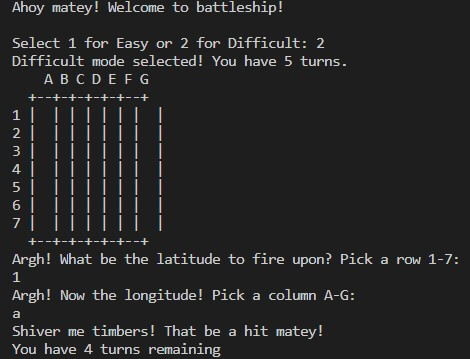 Ahoy matey! Welcome to battleship!

Select 1 for Easy or 2 for Difficult: 2
Difficult mode selected! You have 5 turns.
    A B C D E F G
  +--+-+-+-+-+-+
1 |  | | | | | |  |
2 |  | | | | | |  |
3 |  | | | | | |  |
4 |  | | | | | |  |
5 |  | | | | | |  |
6 |  | | | | | |  |
7 |  | | | | | |  |
  +--+-+-+-+-+-+
Argh! What be the latitude to fire upon? Pick a row 1-7:
1
Argh! Now the longitude! Pick a column A-G:
a
Shiver me timbers! That be a hit matey!
You have 4 turns remaining